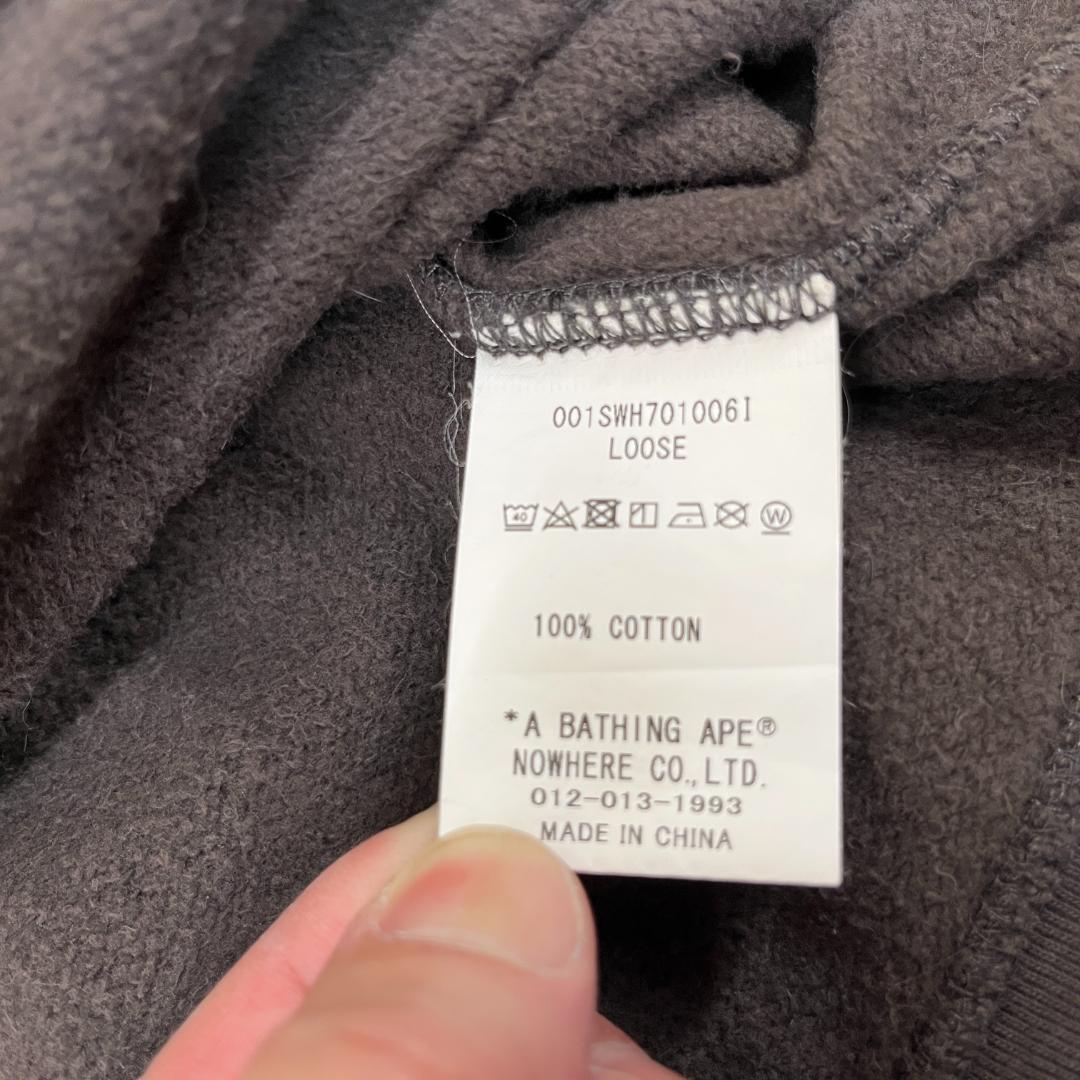 001SWH701006I
LOOSE
40 W
100% COTTON
*A BATHING APE®
NOWHERE CO.,LTD.
012-013-1993
MADE IN CHINA